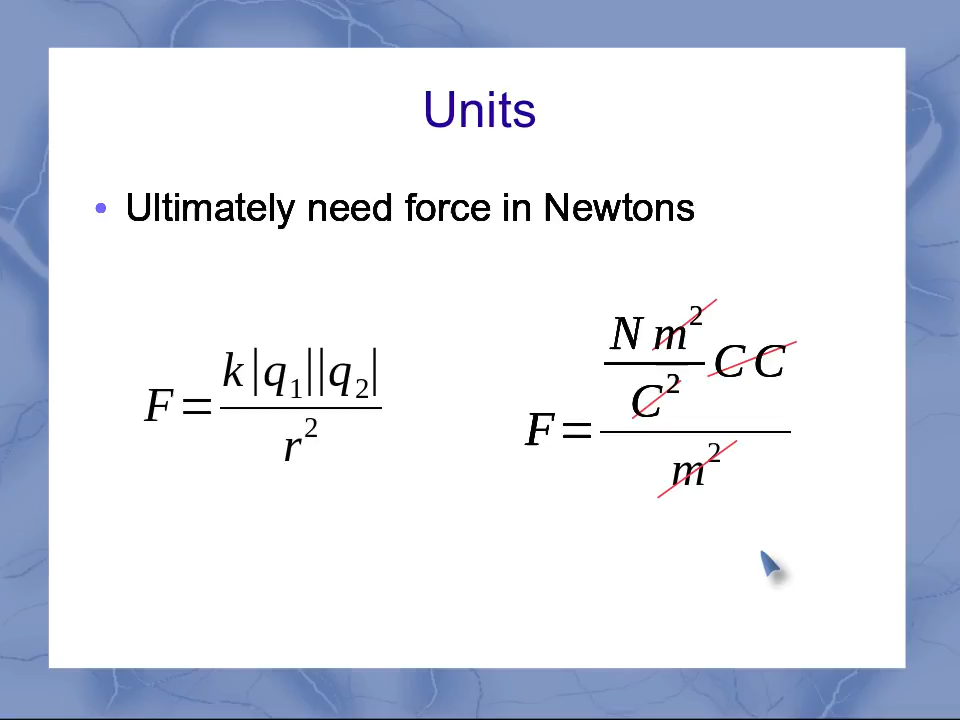 Units
• Ultimately need force in Newtons
F = k|q₁||q₂| / r²
F = (N m² / C²) C C / m²